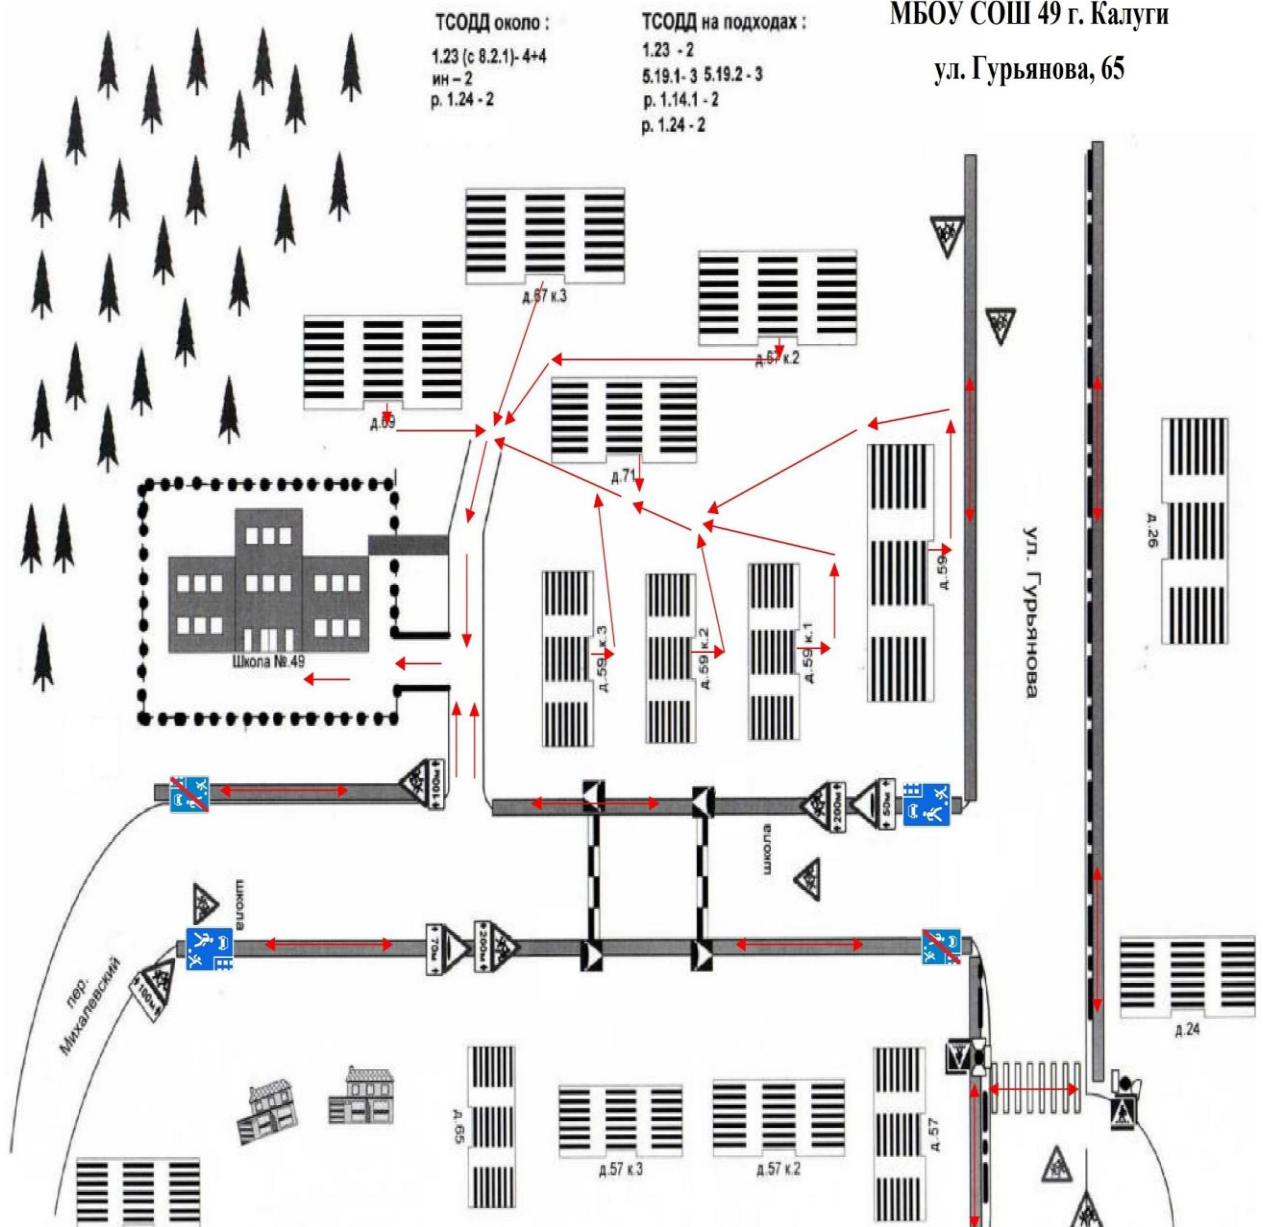 ТСОДД около :
1.23 (с 8.2.1)- 4+4
ин – 2
р. 1.24 - 2
ТСОДД на подходах :
1.23 - 2
5.19.1- 3 5.19.2 - 3
р. 1.14.1 - 2
р. 1.24 - 2
МБОУ СОШ 49 г. Калуги
ул. Гурьянова, 65
д.67 к.3
д.67 к.2
д.69
д.71
д.59
д.26
ул. Гурьянова
д.59 к.3
д.59 к.2
д.59 к.1
Школа №.49
100м
200м
50м
школа
школа
70м
200м
100м
пер.
Михалевский
д.24
д.65
д.57 к.3
д.57 к.2
д.57